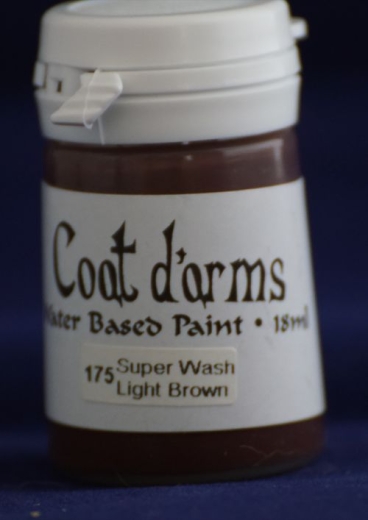 Coat d'arms
Water Based Paint • 18ml
175 Super Wash
Light Brown